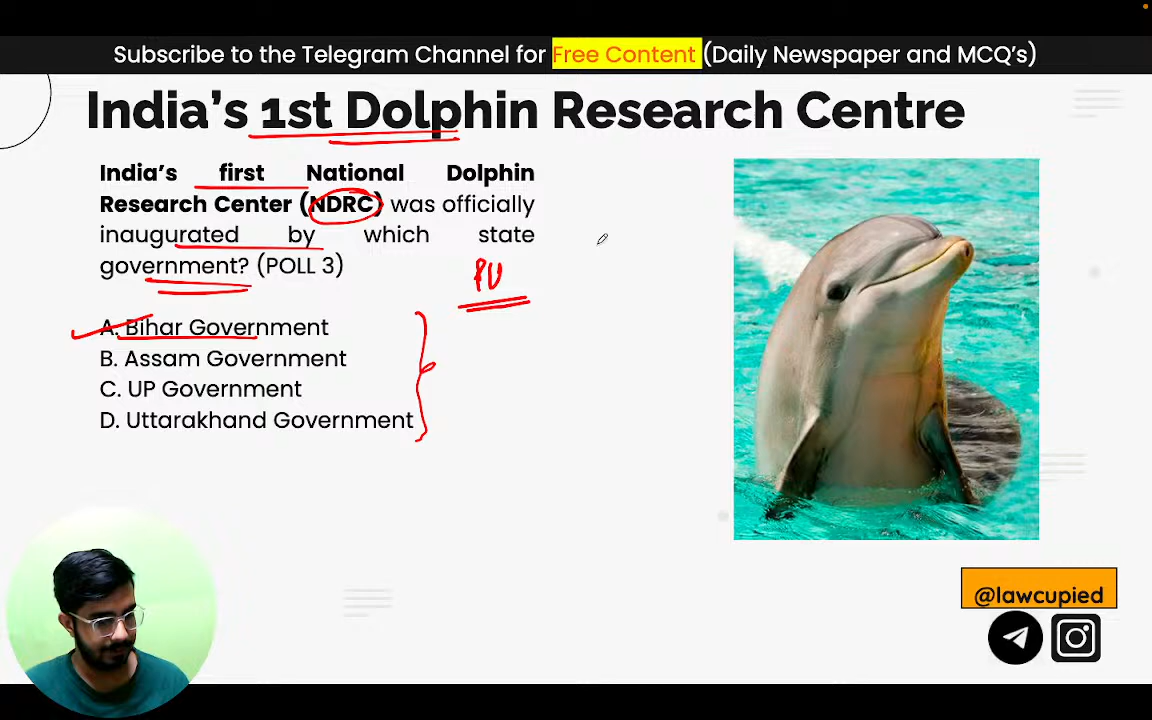 Subscribe to the Telegram Channel for Free Content (Daily Newspaper and MCQ's)
India's 1st Dolphin Research Centre
India's first National Dolphin
Research Center (NDRC) was officially
inaugurated by which state
government? (POLL 3)
PU
A. Bihar Government
B. Assam Government
C. UP Government
D. Uttarakhand Government
@lawcupied